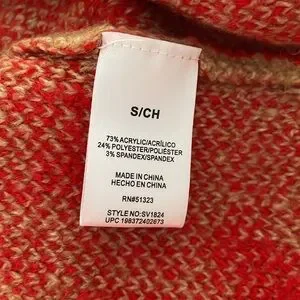 S/CH
73% ACRYLIC/ACRÍLICO
24% POLYESTER/POLIÉSTER
3% SPANDEX/SPANDEX
MADE IN CHINA
HECHO EN CHINA
RN#51323
STYLE NO:SV1824
UPC 198372402673